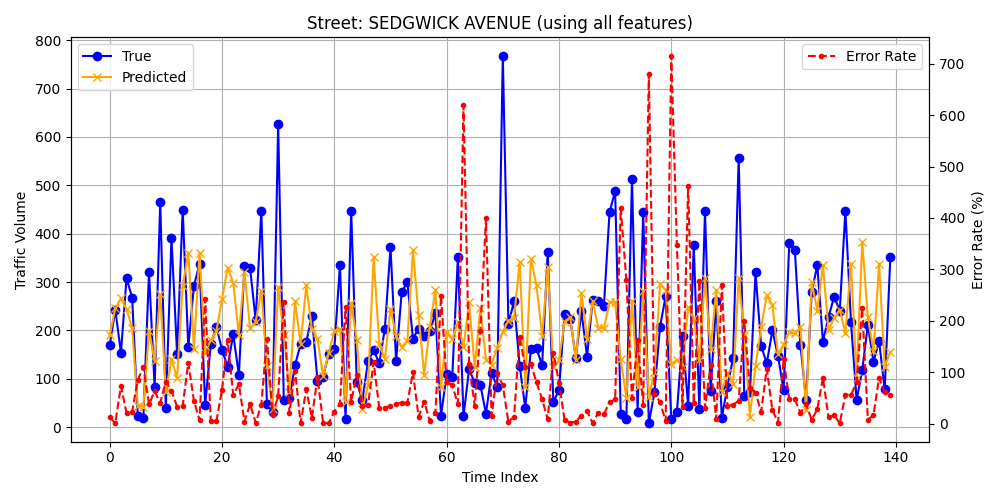 Street: SEDGWICK AVENUE (using all features)
True
Predicted
Error Rate
Traffic Volume
800
700
600
500
400
300
200
100
0
700
600
500
400
300
200
100
0
Error Rate (%)
0 20 40 60 80 100 120 140
Time Index